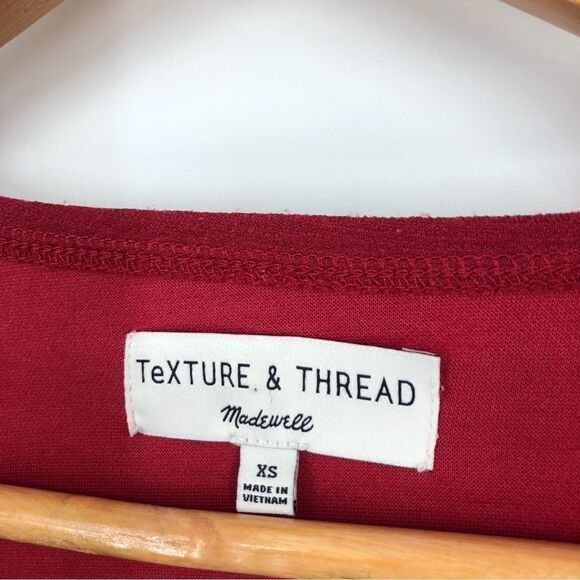 TeXTURE & THREAD
Madewell
XS
MADE IN
VIETNAM